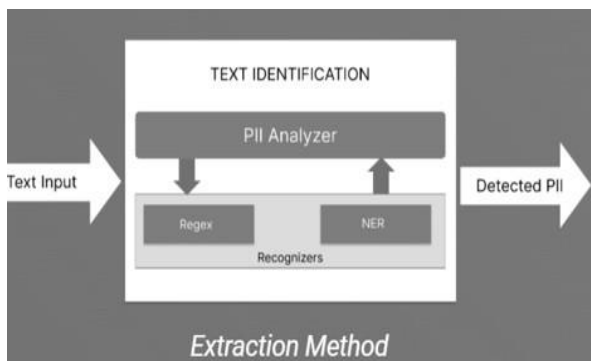 TEXT IDENTIFICATION
PII Analyzer
Text Input
Detected PII
Regex
NER
Recognizers
Extraction Method